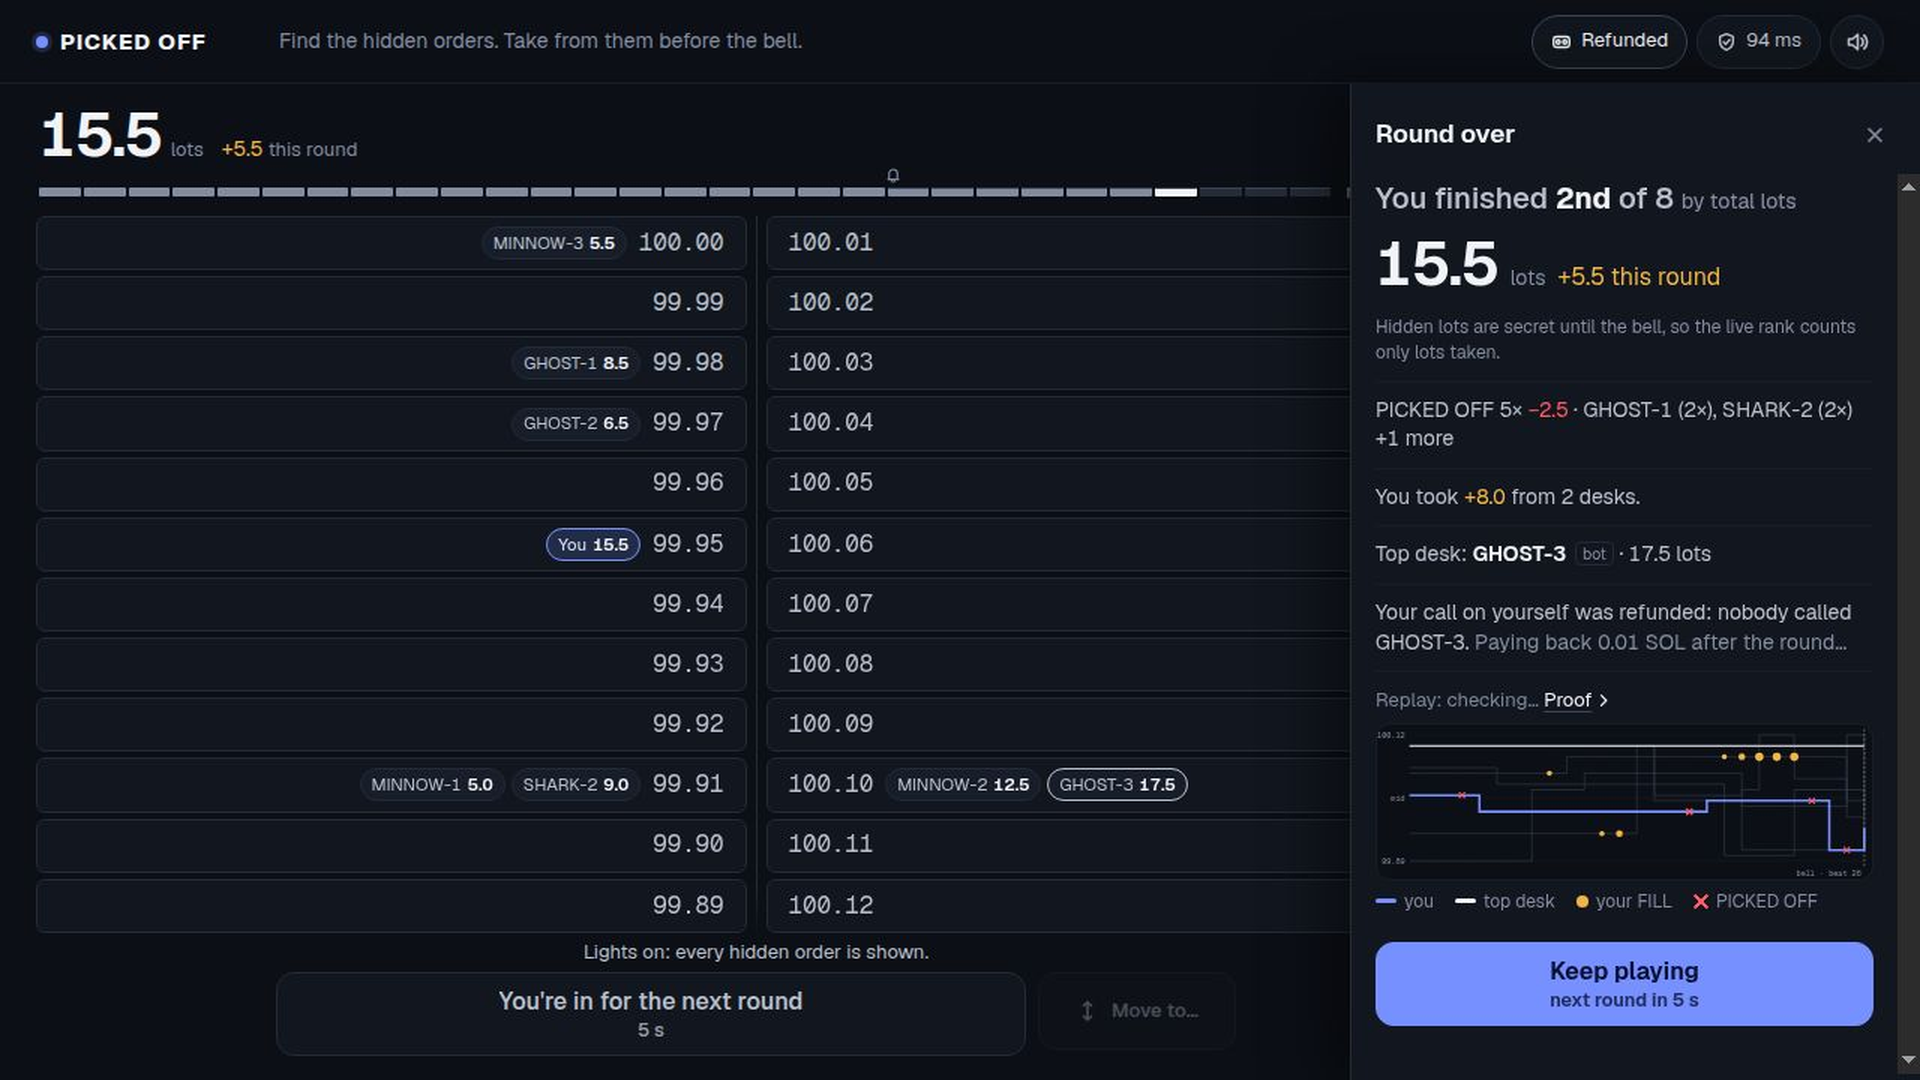 PICKED OFF
Find the hidden orders. Take from them before the bell.
Refunded
94 ms
15.5 lots +5.5 this round
MINNOW-3 5.5 100.00
100.01
99.99
100.02
GHOST-1 8.5 99.98
100.03
GHOST-2 6.5 99.97
100.04
99.96
100.05
You 15.5 99.95
100.06
99.94
100.07
99.93
100.08
99.92
100.09
MINNOW-1 5.0 SHARK-2 9.0 99.91
100.10 MINNOW-2 12.5 GHOST-3 17.5
99.90
100.11
99.89
100.12
Lights on: every hidden order is shown.
You're in for the next round
5 s
Move to...
Round over
You finished 2nd of 8 by total lots
15.5 lots +5.5 this round
Hidden lots are secret until the bell, so the live rank counts
only lots taken.
PICKED OFF 5× −2.5 · GHOST-1 (2×), SHARK-2 (2×)
+1 more
You took +8.0 from 2 desks.
Top desk: GHOST-3 bot · 17.5 lots
Your call on yourself was refunded: nobody called
GHOST-3. Paying back 0.01 SOL after the round...
Replay: checking... Proof
100.12
mid
99.89
bell · beat 26
you
top desk
your FILL
PICKED OFF
Keep playing
next round in 5 s